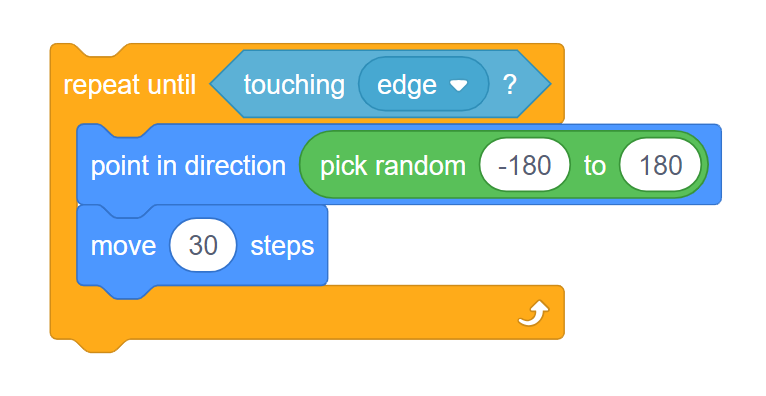 repeat until touching edge ?
point in direction pick random -180 to 180
move 30 steps